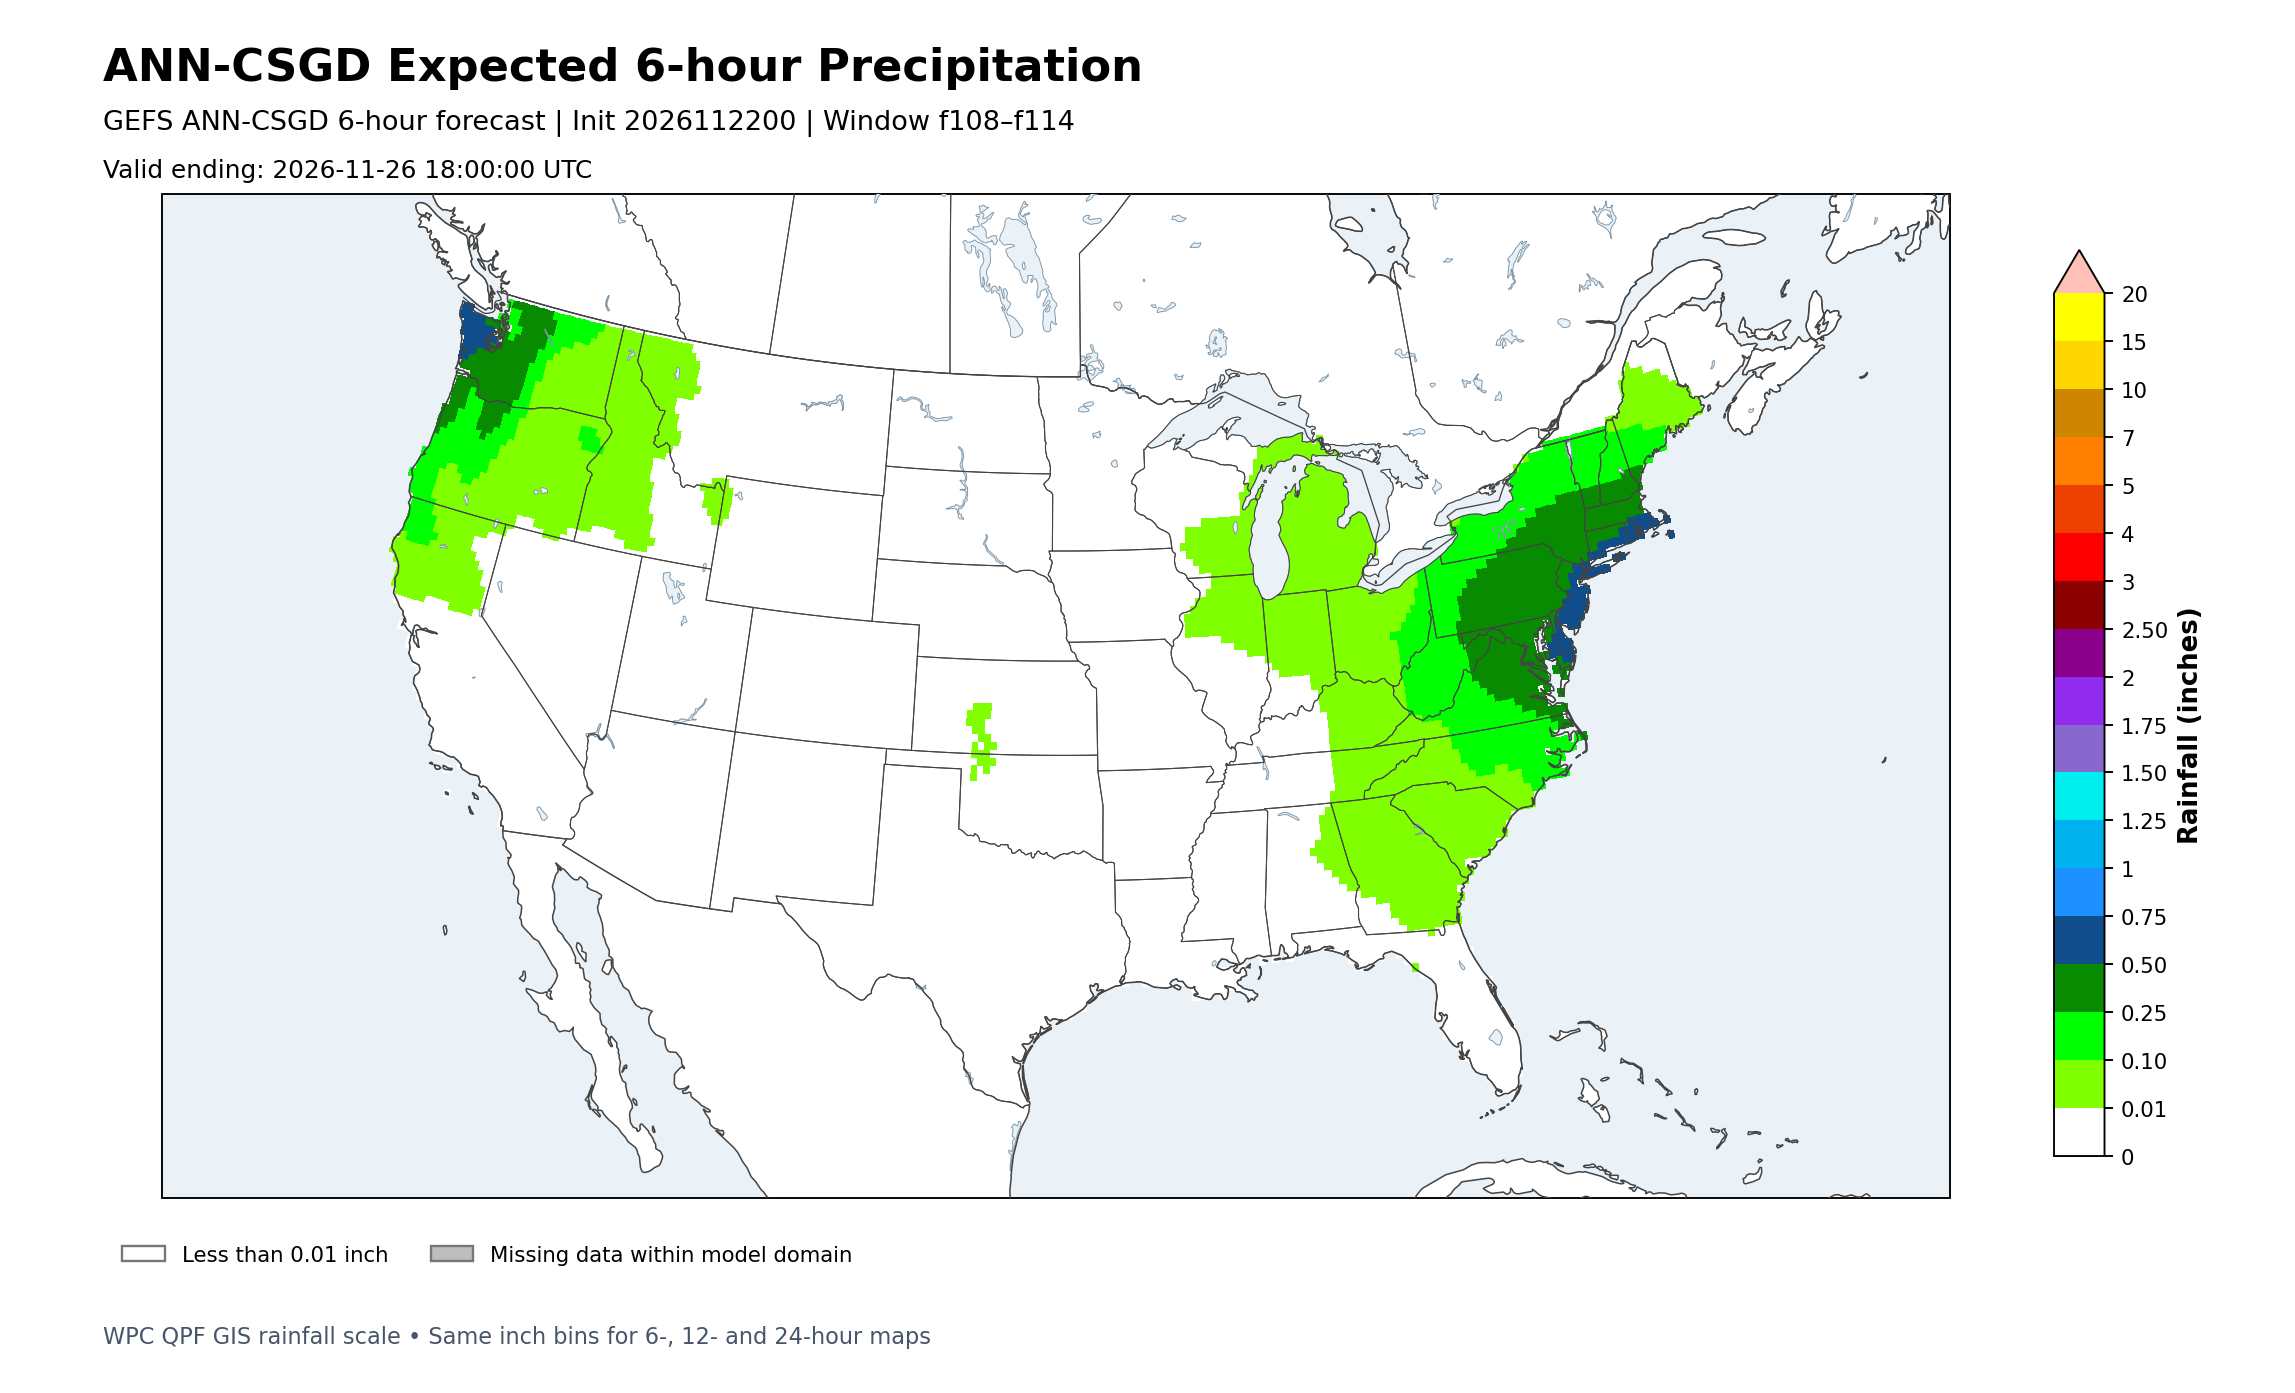 ANN-CSGD Expected 6-hour Precipitation
GEFS ANN-CSGD 6-hour forecast | Init 2026112200 | Window f108–f114
Valid ending: 2026-11-26 18:00:00 UTC
20
15
10
7
5
4
3
2.50
2
1.75
1.50
1.25
1
0.75
0.50
0.25
0.10
0.01
0
Rainfall (inches)
Less than 0.01 inch
Missing data within model domain
WPC QPF GIS rainfall scale • Same inch bins for 6-, 12- and 24-hour maps